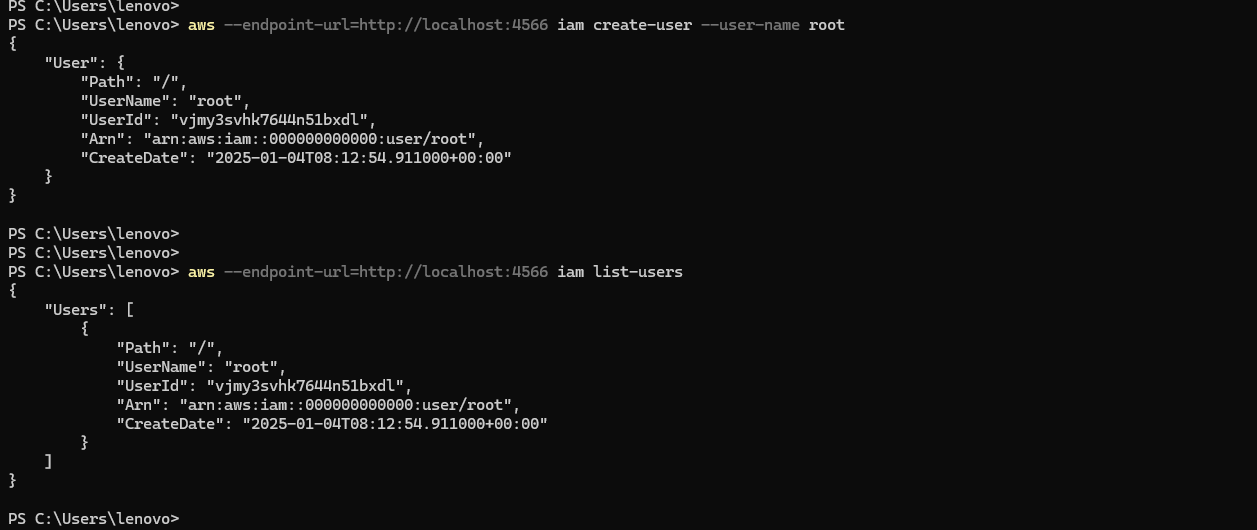 PS C:\Users\lenovo>
PS C:\Users\lenovo> aws --endpoint-url=http://localhost:4566 iam create-user --user-name root
{
    "User": {
        "Path": "/",
        "UserName": "root",
        "UserId": "vjmy3svhk7644n51bxdl",
        "Arn": "arn:aws:iam::000000000000:user/root",
        "CreateDate": "2025-01-04T08:12:54.911000+00:00"
    }
}
PS C:\Users\lenovo>
PS C:\Users\lenovo>
PS C:\Users\lenovo> aws --endpoint-url=http://localhost:4566 iam list-users
{
    "Users": [
        {
            "Path": "/",
            "UserName": "root",
            "UserId": "vjmy3svhk7644n51bxdl",
            "Arn": "arn:aws:iam::000000000000:user/root",
            "CreateDate": "2025-01-04T08:12:54.911000+00:00"
        }
    ]
}
PS C:\Users\lenovo>